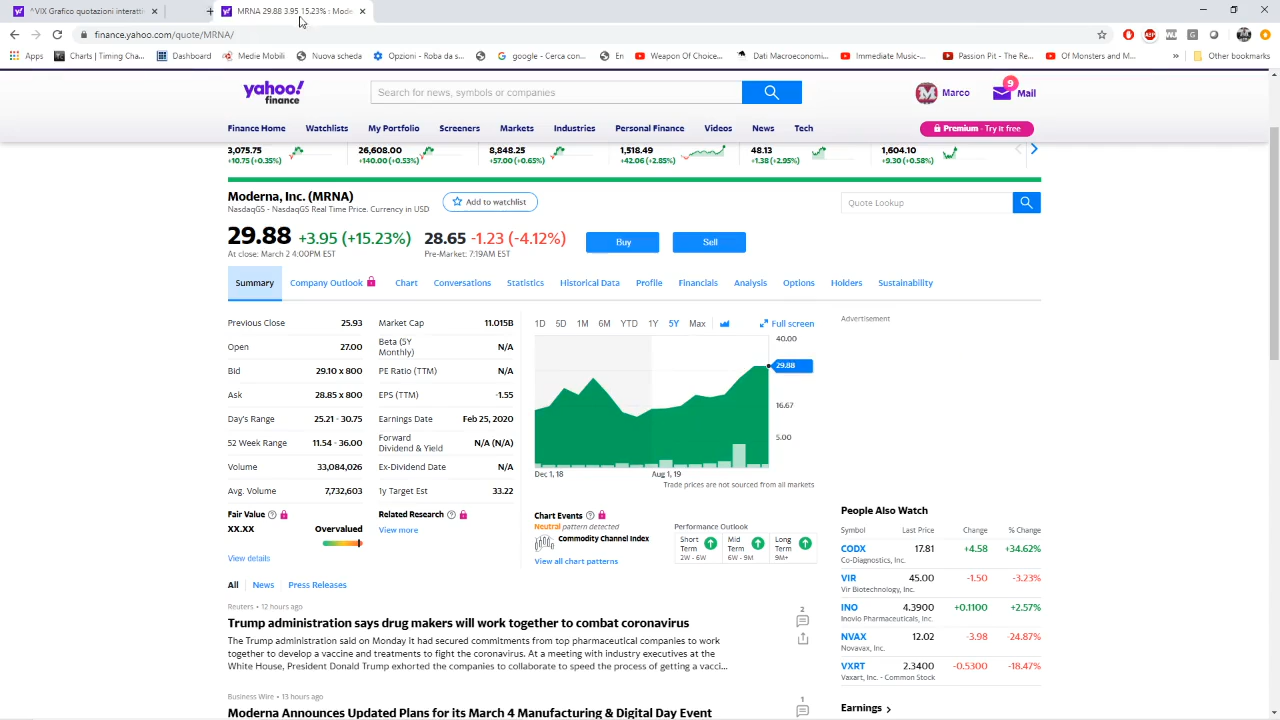 ^VIX Grafico quotazioni interatti
MRNA 29.88 3.95 15.23% : Mode
finance.yahoo.com/quote/MRNA/
Apps
Charts | Timing Cha...
Dashboard
Medie Mobili
Nuova scheda
Opzioni - Roba da s...
google - Cerca con...
En
Weapon Of Choice...
Dati Macroeconomi...
Immediate Music-...
Passion Pit - The Re...
Of Monsters and M...
Other bookmarks
yahoo!
finance
Search for news, symbols or companies
Marco
9
Mail
Finance Home
Watchlists
My Portfolio
Screeners
Markets
Industries
Personal Finance
Videos
News
Tech
Premium - Try it free
3,075.75
+10.75 (+0.35%)
26,608.00
+140.00 (+0.53%)
8,848.25
+57.00 (+0.65%)
1,518.49
+42.06 (+2.85%)
48.13
+1.38 (+2.95%)
1,604.10
+9.30 (+0.58%)
Moderna, Inc. (MRNA)
NasdaqGS - NasdaqGS Real Time Price. Currency in USD
Add to watchlist
Quote Lookup
29.88 +3.95 (+15.23%)
At close: March 2 4:00PM EST
28.65 -1.23 (-4.12%)
Pre-Market: 7:19AM EST
Buy
Sell
Summary
Company Outlook
Chart
Conversations
Statistics
Historical Data
Profile
Financials
Analysis
Options
Holders
Sustainability
Previous Close 25.93
Open 27.00
Bid 29.10 x 800
Ask 28.85 x 800
Day's Range 25.21 - 30.75
52 Week Range 11.54 - 36.00
Volume 33,084,026
Avg. Volume 7,732,603
Market Cap 11.015B
Beta (5Y
Monthly) N/A
PE Ratio (TTM) N/A
EPS (TTM) -1.55
Earnings Date Feb 25, 2020
Forward
Dividend & Yield N/A (N/A)
Ex-Dividend Date N/A
1y Target Est 33.22
1D 5D 1M 6M YTD 1Y 5Y Max
Full screen
40.00
29.88
16.67
5.00
Dec 1, 18
Aug 1, 19
Trade prices are not sourced from all markets
Advertisement
Fair Value
XX.XX
Overvalued
View details
Related Research
View more
Chart Events
Neutral pattern detected
Commodity Channel Index
View all chart patterns
Performance Outlook
Short
Term
2W - 6W
Mid
Term
6W - 9M
Long
Term
9M+
People Also Watch
Symbol Last Price Change % Change
CODX 17.81 +4.58 +34.62%
Co-Diagnostics, Inc.
VIR 45.00 -1.50 -3.23%
Vir Biotechnology, Inc.
INO 4.3900 +0.1100 +2.57%
Inovio Pharmaceuticals, Inc.
NVAX 12.02 -3.98 -24.87%
Novavax, Inc.
VXRT 2.3400 -0.5300 -18.47%
Vaxart, Inc. - Common Stock
Earnings
All
News
Press Releases
Reuters • 12 hours ago
Trump administration says drug makers will work together to combat coronavirus
The Trump administration said on Monday it had secured commitments from top pharmaceutical companies to work
together to develop a vaccine and treatments to fight the coronavirus. At a meeting with industry executives at the
White House, President Donald Trump exhorted the companies to collaborate to speed the process of getting a vacci...
2
Business Wire • 13 hours ago
Moderna Announces Updated Plans for its March 4 Manufacturing & Digital Day Event
1